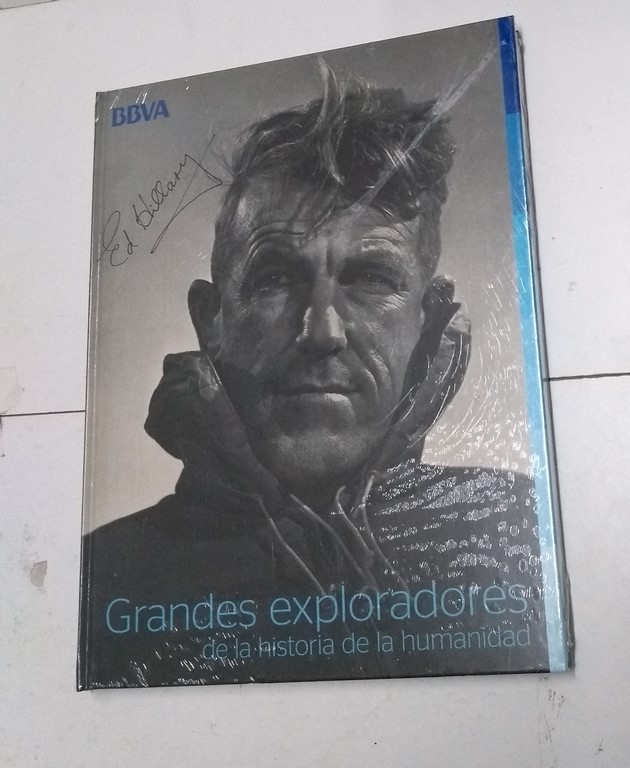 BBVA
Ed Hillary
Grandes exploradores
de la historia de la humanidad